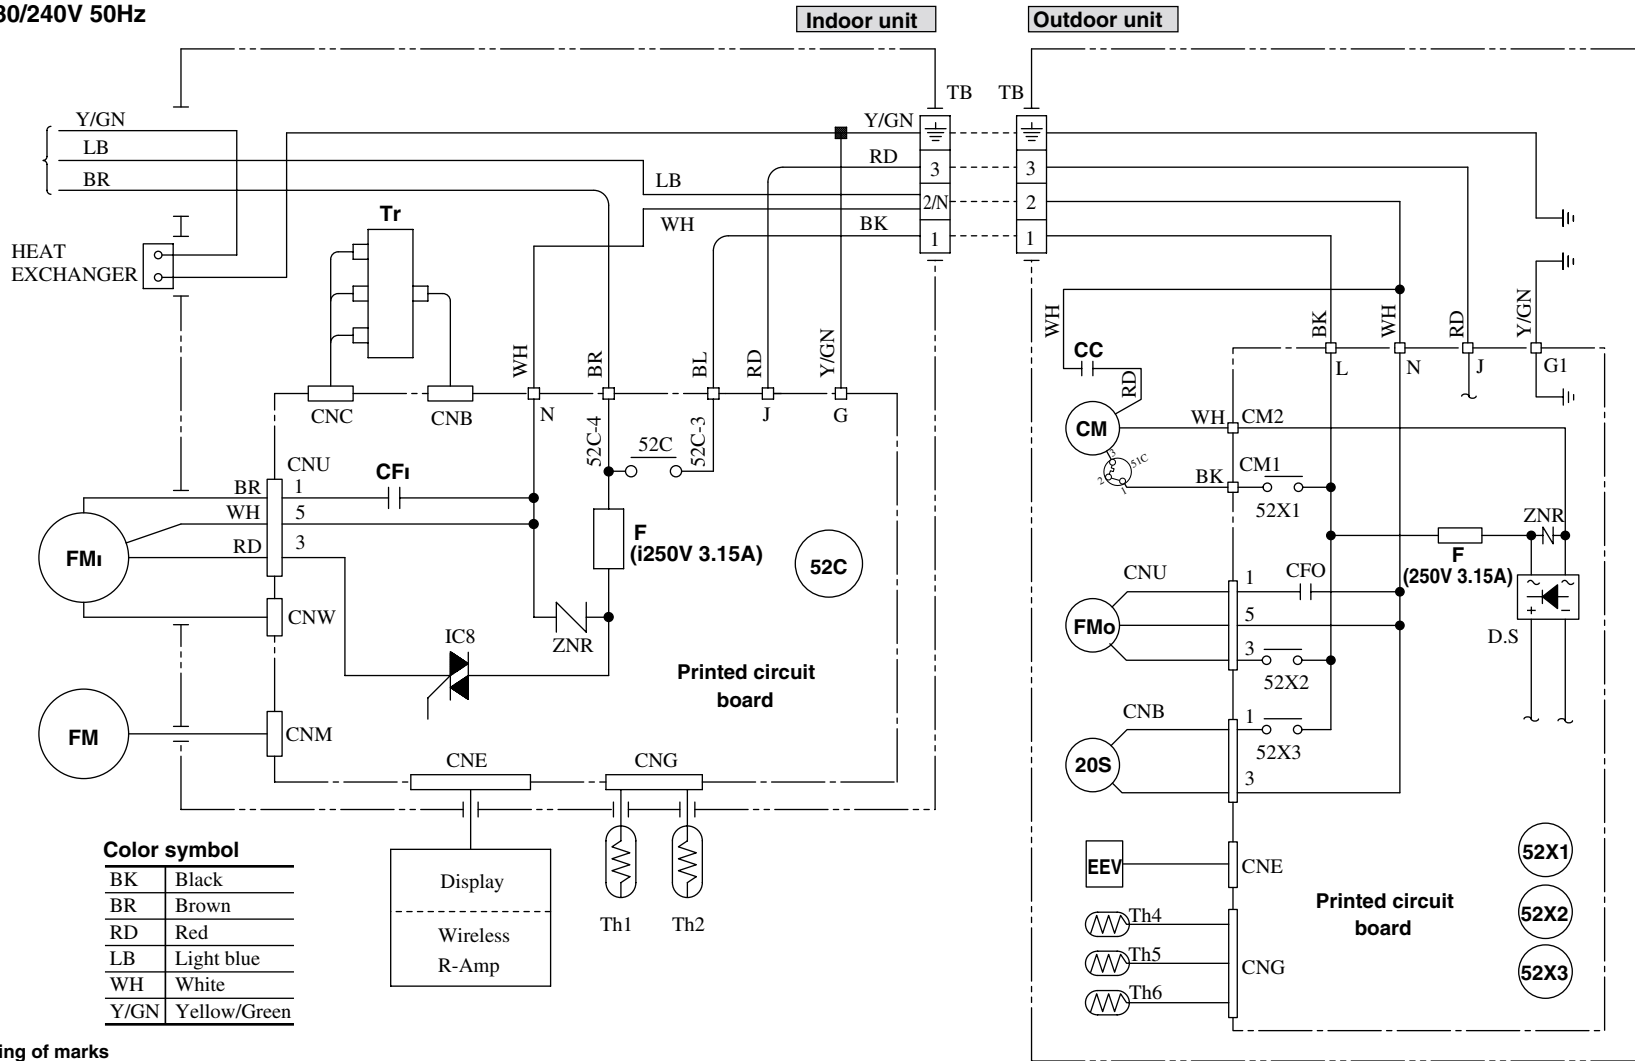 30/240V 50Hz
Indoor unit
Outdoor unit
TB
TB
Y/GN
LB
BR
Y/GN
RD
LB
WH
BK
3
2/N
1
3
2
1
HEAT
EXCHANGER
Tr
WH
BR
BL
RD
Y/GN
CNC
CNB
N
52C-4
52C
52C-3
J
G
CNU
BR
1
CFı
WH
5
RD
3
FMı
F
(i250V 3.15A)
52C
CNW
ZNR
IC8
Printed circuit
board
FM
CNM
CNE
CNG
Display
Wireless
R-Amp
Th1
Th2
WH
BK
WH
RD
Y/GN
CC
RD
L
N
J
G1
CM
WH
CM2
3
51C
2
1
BK
CM1
52X1
ZNR
F
(250V 3.15A)
CNU
1
CFO
FMo
5
3
52X2
D.S
CNB
1
52X3
20S
3
EEV
CNE
Th4
Th5
CNG
Th6
Printed circuit
board
52X1
52X2
52X3
Color symbol
BK Black
BR Brown
RD Red
LB Light blue
WH White
Y/GN Yellow/Green
ing of marks